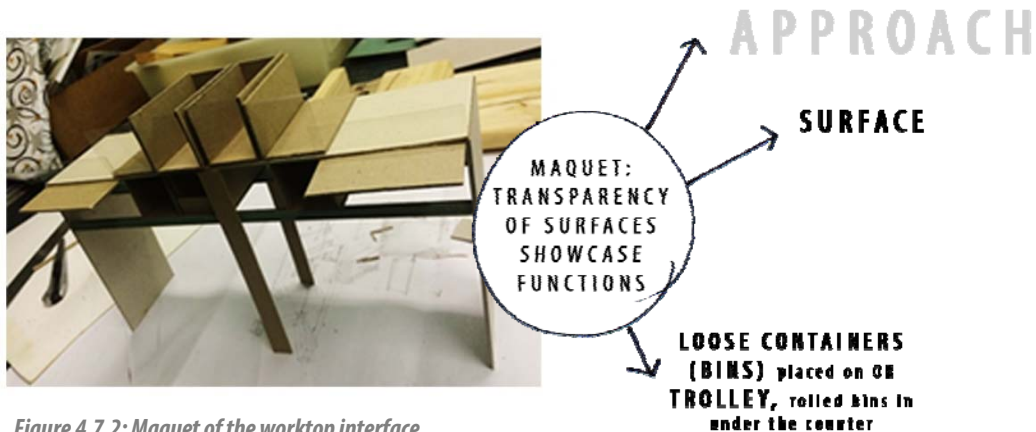 APPROACH
SURFACE
MAQUET:
TRANSPARENCY
OF SURFACES
SHOWCASE
FUNCTIONS
LOOSE CONTAINERS
(BINS) placed on OR
TROLLEY, rolled bins in
under the counter
Figure 4.7.2: Maquet of the worktop interface